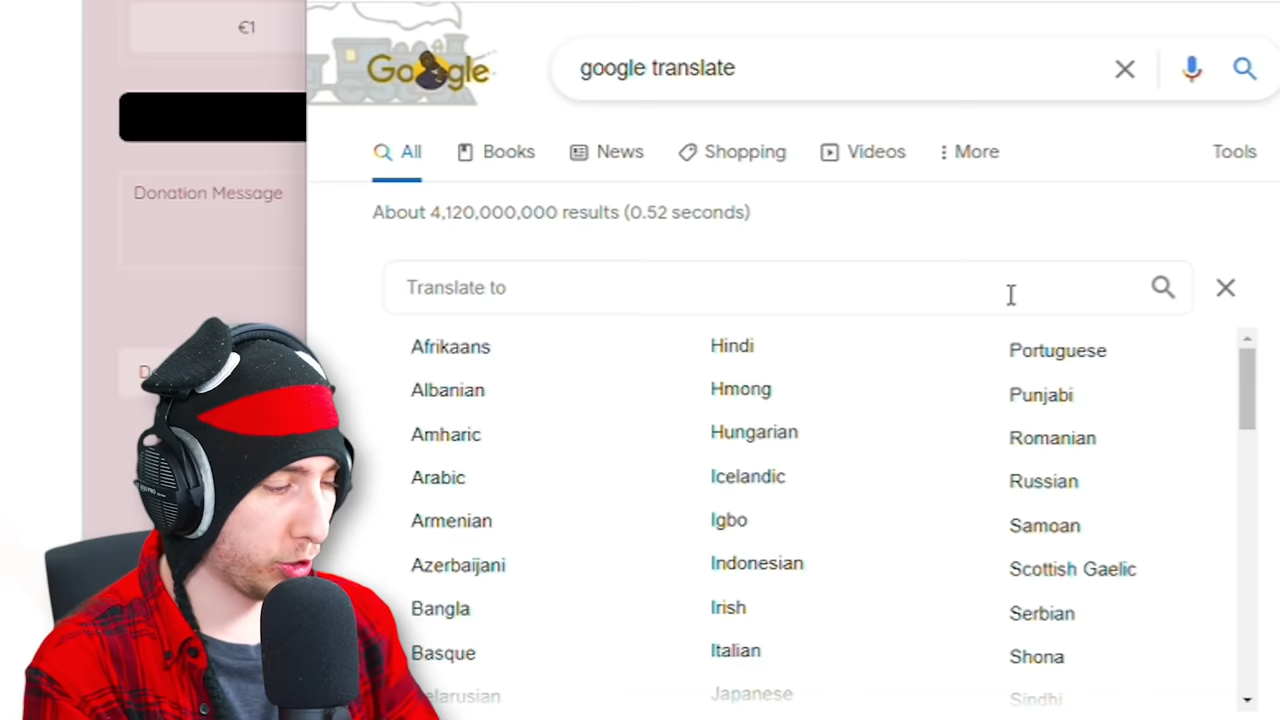 €1
Google
google translate
All
Books
News
Shopping
Videos
More
Tools
About 4,120,000,000 results (0.52 seconds)
Donation Message
Translate to
Afrikaans
Albanian
Amharic
Arabic
Armenian
Azerbaijani
Bangla
Basque
Hindi
Hmong
Hungarian
Icelandic
Igbo
Indonesian
Irish
Italian
Japanese
Portuguese
Punjabi
Romanian
Russian
Samoan
Scottish Gaelic
Serbian
Shona
Sindhi